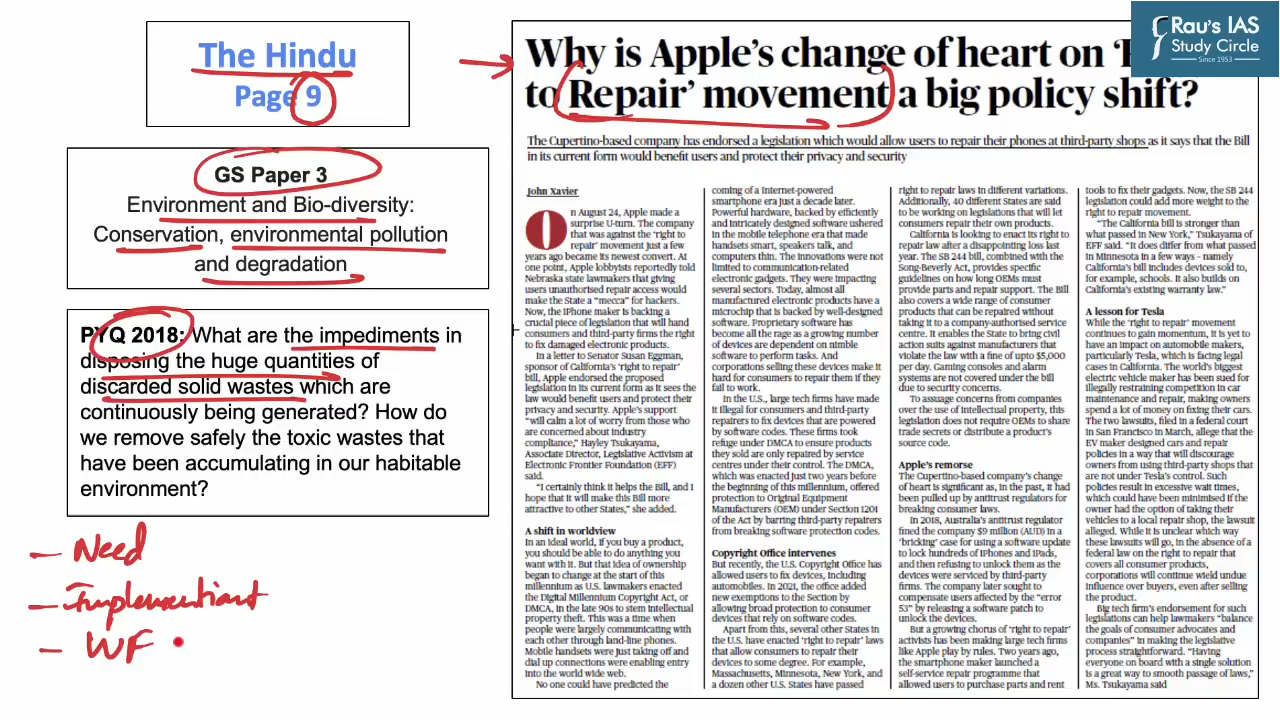 The Hindu
Page 9
GS Paper 3
Environment and Bio-diversity:
Conservation, environmental pollution
and degradation
PYQ 2018: What are the impediments in
disposing the huge quantities of
discarded solid wastes which are
continuously being generated? How do
we remove safely the toxic wastes that
have been accumulating in our habitable
environment?
- Need
-
- WF
Rau's IAS
Study Circle
Since 1953
Why is Apple's change of heart on
to Repair' movement a big policy shift?
The Cupertino-based company has endorsed a legislation which would allow users to repair their phones at third-party shops as it says that the Bill
in its current form would benefit users and protect their privacy and security
John Xavier
On August 24, Apple made a
surprise U-turn. The company
that was against the 'right to
repair' movement just a few
years ago became its newest convert. At
one point, Apple lobbyists reportedly told
Nebraska state lawmakers that giving
users unauthorised repair access would
make the State a "mecca" for hackers.
Now, the iPhone maker is backing a
crucial piece of legislation that will hand
consumers and third-party firms the right
to fix damaged electronic products.
In a letter to Senator Susan Eggman,
sponsor of California's 'right to repair'
bill, Apple endorsed the proposed
legislation in its current form as it sees the
law would benefit users and protect their
privacy and security. Apple's support
"will calm a lot of worry from those who
are concerned about industry
compliance," Hayley Tsukayama,
Associate Director, Legislative Activism at
Electronic Frontier Foundation (EFF)
said.
"I certainly think it helps the Bill, and I
hope that it will make this Bill more
attractive to other States," she added.
A shift in worldview
In an ideal world, if you buy a product,
you should be able to do anything you
want with it. But that idea of ownership
began to change at the start of this
millennium as U.S. lawmakers enacted
the Digital Millennium Copyright Act, or
DMCA, in the late 90s to stem intellectual
property theft. This was a time when
people were largely communicating with
each other through land-line phones.
Mobile handsets were just taking off and
dial up connections were enabling entry
into the world wide web.
No one could have predicted the
coming of a Internet-powered
smartphone era just a decade later.
Powerful hardware, backed by efficiently
and intricately designed software ushered
in the mobile telephone era that made
handsets smart, speakers talk, and
computers thin. The innovations were not
limited to communication-related
electronic gadgets. They were impacting
several sectors. Today, almost all
manufactured electronic products have a
microchip that is backed by well-designed
software. Proprietary software has
become all the rage as a growing number
of devices are dependent on nimble
software to perform tasks. And
corporations selling these devices make it
hard for consumers to repair them if they
fail to work.
In the U.S., large tech firms have made
it illegal for consumers and third-party
repairers to fix devices that are powered
by software codes. These firms took
refuge under DMCA to ensure products
they sold are only repaired by service
centres under their control. The DMCA,
which was enacted just two years before
the beginning of this millennium, offered
protection to Original Equipment
Manufacturers (OEM) under Section 1201
of the Act by barring third-party repairers
from breaking software protection codes.
Copyright Office intervenes
But recently, the U.S. Copyright Office has
allowed users to fix devices, including
automobiles. In 2021, the office added
new exemptions to the Section by
allowing broad protection to consumer
devices that rely on software codes.
Apart from this, several other States in
the U.S. have enacted 'right to repair' laws
that allow consumers to repair their
devices to some degree. For example,
Massachusetts, Minnesota, New York, and
a dozen other U.S. States have passed
right to repair laws in different variations.
Additionally, 40 different States are said
to be working on legislations that will let
consumers repair their own products.
California is looking to enact its right to
repair law after a disappointing loss last
year. The SB 244 bill, combined with the
Song-Beverly Act, provides specific
guidelines on how long OEMs must
provide parts and repair support. The Bill
also covers a wide range of consumer
products that can be repaired without
taking it to a company-authorised service
centre. It enables the State to bring civil
action suits against manufacturers that
violate the law with a fine of upto $5,000
per day. Gaming consoles and alarm
systems are not covered under the bill
due to security concerns.
To assuage concerns from companies
over the use of intellectual property, this
legislation does not require OEMs to share
trade secrets or distribute a product's
source code.
Apple's remorse
The Cupertino-based company's change
of heart is significant as, in the past, it had
been pulled up by antitrust regulators for
breaking consumer laws.
In 2018, Australia's antitrust regulator
fined the company $9 million (AUD) in a
'bricking' case for using a software update
to lock hundreds of iPhones and iPads,
and then refusing to unlock them as the
devices were serviced by third-party
firms. The company later sought to
compensate users affected by the "error
53" by releasing a software patch to
unlock the devices.
But a growing chorus of 'right to repair'
activists has been making large tech firms
like Apple play by rules. Two years ago,
the smartphone maker launched a
self-service repair programme that
allowed users to purchase parts and rent
tools to fix their gadgets. Now, the SB 244
legislation could add more weight to the
right to repair movement.
"The California bill is stronger than
what passed in New York," Tsukayama of
EFF said. "It does differ from what passed
in Minnesota in a few ways - namely
California's bill includes devices sold to,
for example, schools. It also builds on
California's existing warranty law."
A lesson for Tesla
While the 'right to repair' movement
continues to gain momentum, it is yet to
have an impact on automobile makers,
particularly Tesla, which is facing legal
cases in California. The world's biggest
electric vehicle maker has been sued for
illegally restraining competition in car
maintenance and repair, making owners
spend a lot of money on fixing their cars.
The two lawsuits, filed in a federal court
in San Francisco in March, allege that the
EV maker designed cars and repair
policies in a way that will discourage
owners from using third-party shops that
are not under Tesla's control. Such
policies result in excessive wait times,
which could have been minimised if the
owner had the option of taking their
vehicles to a local repair shop, the lawsuit
alleged. While it is unclear which way
these lawsuits will go, in the absence of a
federal law on the right to repair that
covers all consumer products,
corporations will continue wield undue
influence over buyers, even after selling
the product.
Big tech firm's endorsement for such
legislations can help lawmakers "balance
the goals of consumer advocates and
companies" in making the legislative
process straightforward. "Having
everyone on board with a single solution
is a great way to smooth passage of laws,"
Ms. Tsukayama said